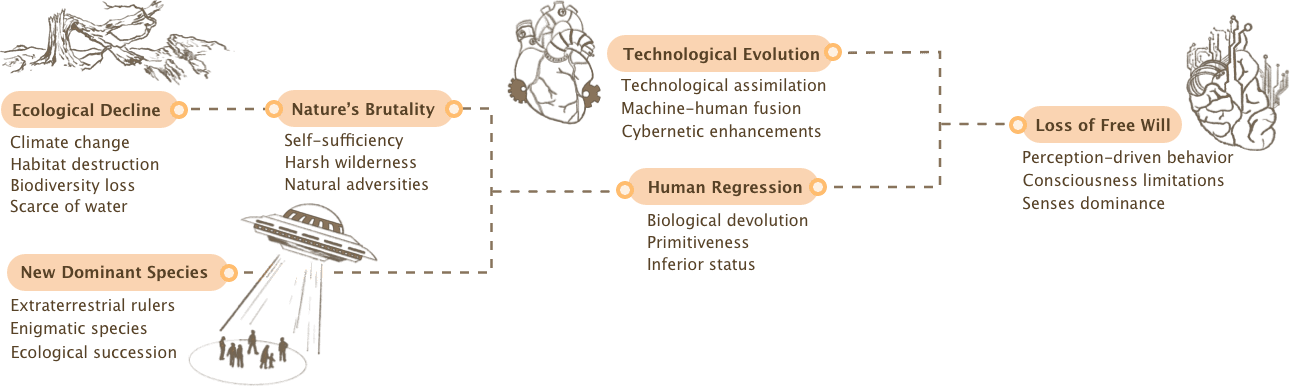 Ecological Decline
Climate change
Habitat destruction
Biodiversity loss
Scarce of water
Nature's Brutality
Self-sufficiency
Harsh wilderness
Natural adversities
New Dominant Species
Extraterrestrial rulers
Enigmatic species
Ecological succession
Technological Evolution
Technological assimilation
Machine-human fusion
Cybernetic enhancements
Human Regression
Biological devolution
Primitiveness
Inferior status
Loss of Free Will
Perception-driven behavior
Consciousness limitations
Senses dominance